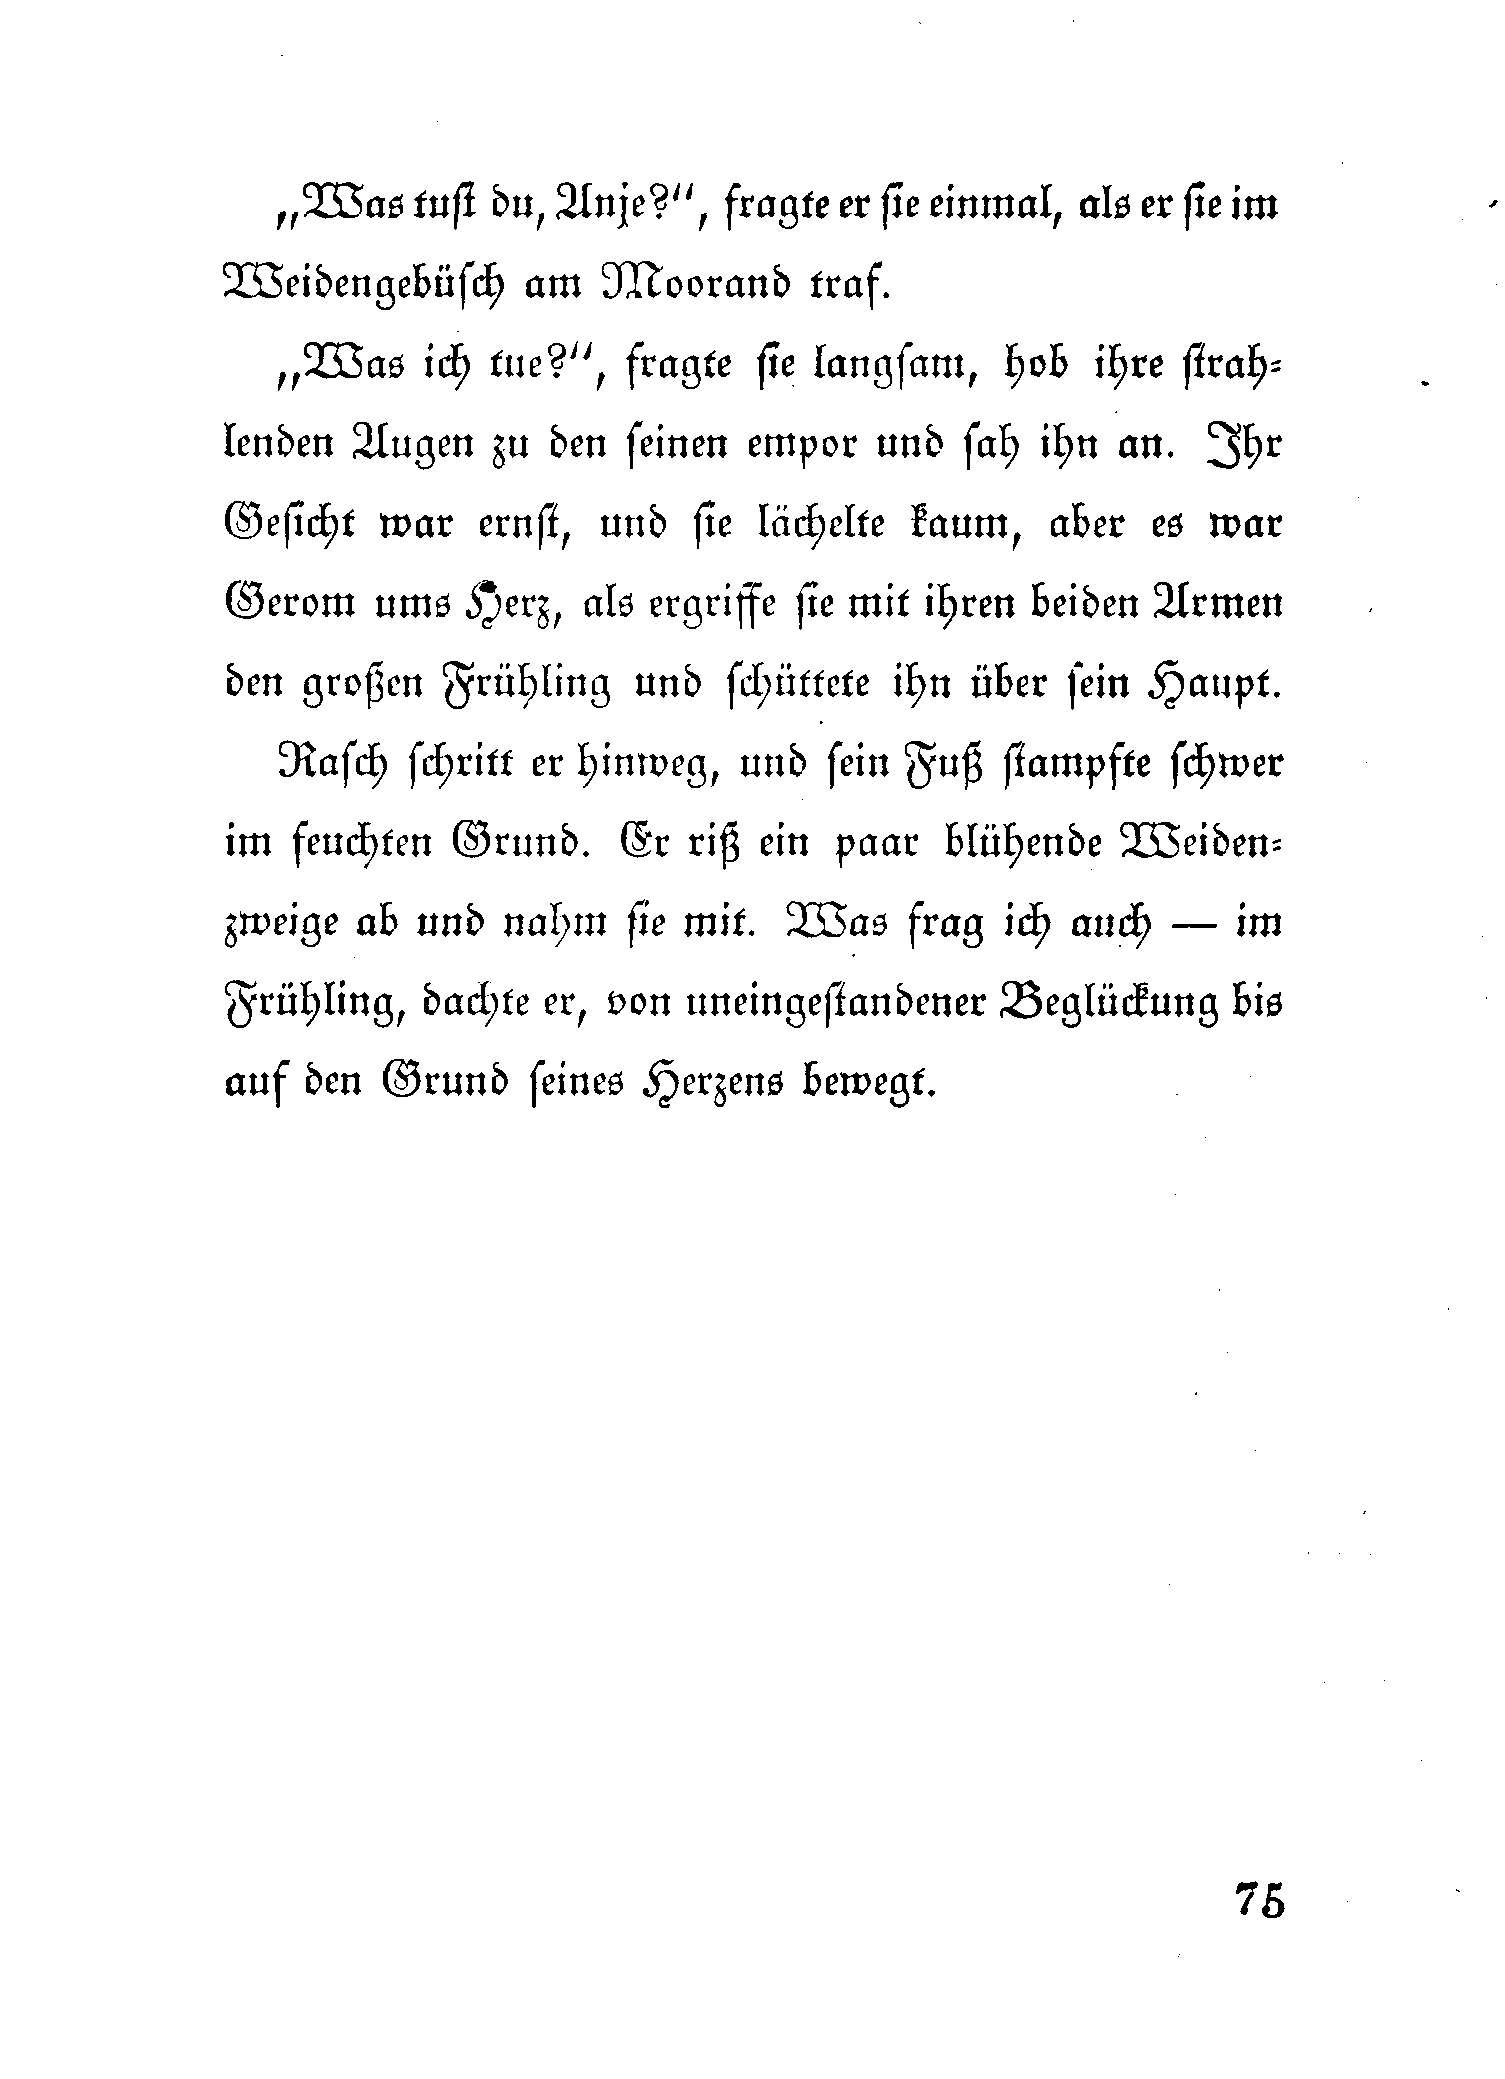 „Was tuſt du, Anje?“, fragte er ſie einmal, als er ſie im
Weidengebüſch am Moorand traf.
„Was ich tue?“, fragte ſie langſam, hob ihre ſtrah⸗
lenden Augen zu den ſeinen empor und ſah ihn an. Ihr
Geſicht war ernſt, und ſie lächelte kaum, aber es war
Gerom ums Herz, als ergriffe ſie mit ihren beiden Armen
den großen Frühling und ſchüttete ihn über ſein Haupt.
Raſch ſchritt er hinweg, und ſein Fuß ſtampfte ſchwer
im feuchten Grund. Er riß ein paar blühende Weiden⸗
zweige ab und nahm ſie mit. Was frag ich auch — im
Frühling, dachte er, von uneingeſtandener Beglückung bis
auf den Grund ſeines Herzens bewegt.
75